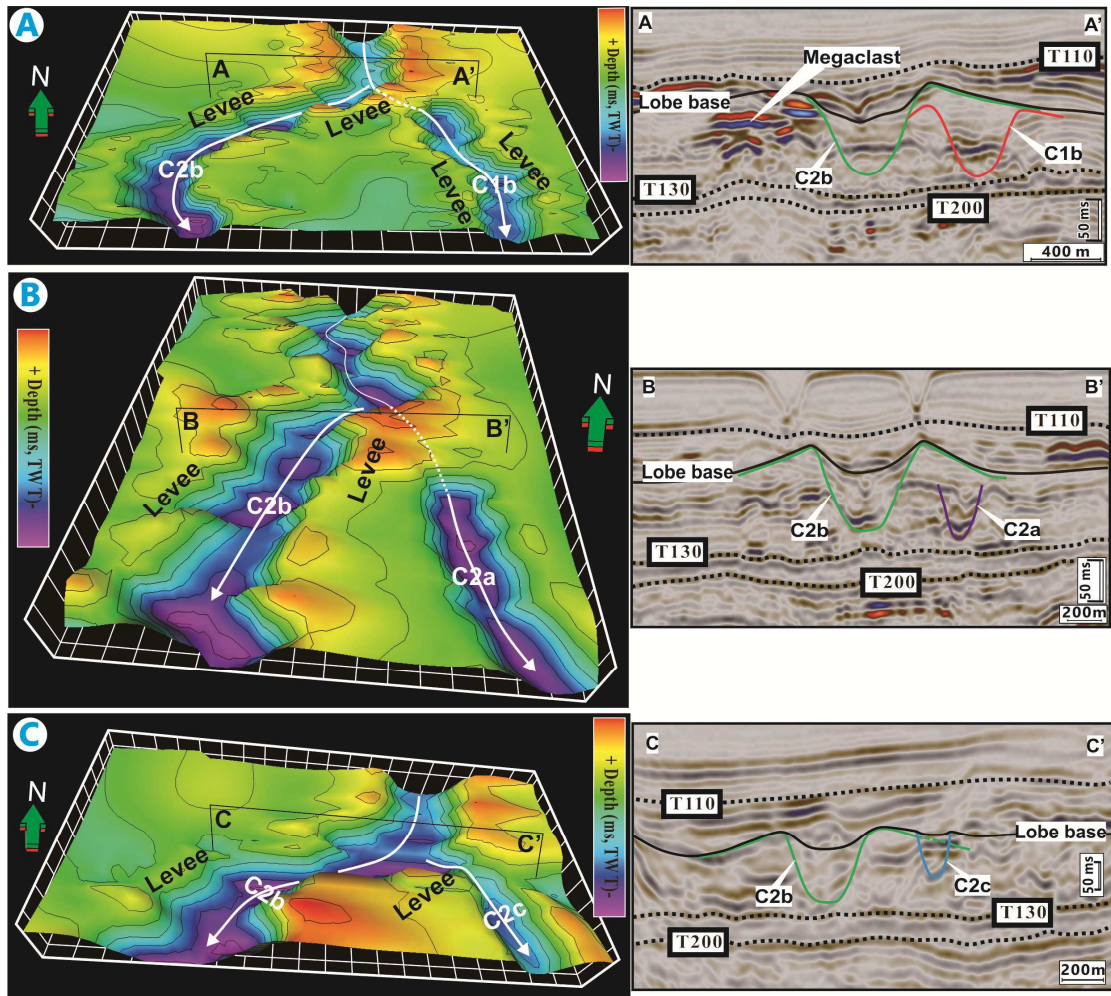 A
N
+ Depth (ms, TWT)-
A
A'
Levee
Levee
Levee
Levee
C2b
C1b
A
A'
Megaclast
T110
Lobe base
C2b
C1b
T130
T200
50 ms
400 m
B
+ Depth (ms, TWT)-
N
B
B'
Levee
Levee
C2b
C2a
B
B'
T110
Lobe base
C2b
C2a
T130
T200
50 ms
200m
C
N
+ Depth (ms, TWT)-
C
C'
Levee
Levee
C2b
C2c
C
C'
T110
Lobe base
C2b
C2c
50 ms
T130
T200
200m